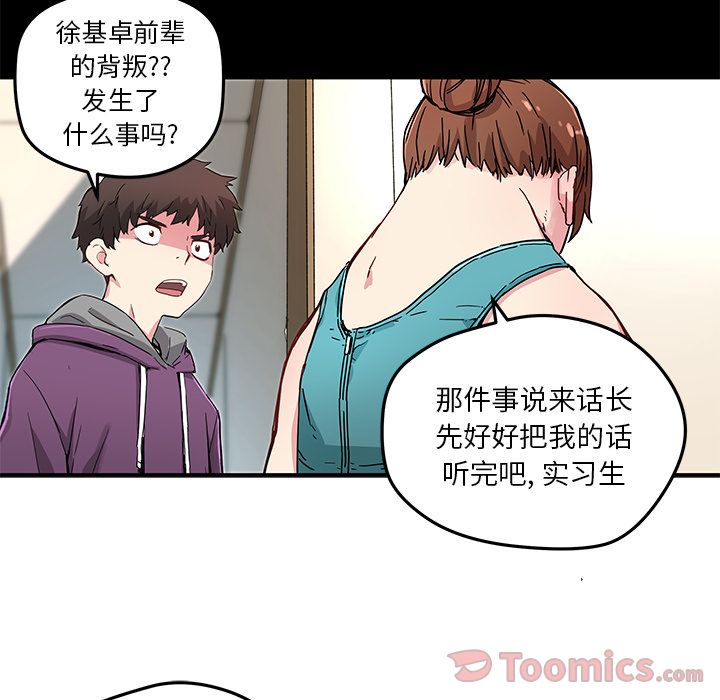 徐基卓前辈
的背叛??
发生了
什么事吗?
那件事说来话长
先好好把我的话
听完吧, 实习生
Toomics.com